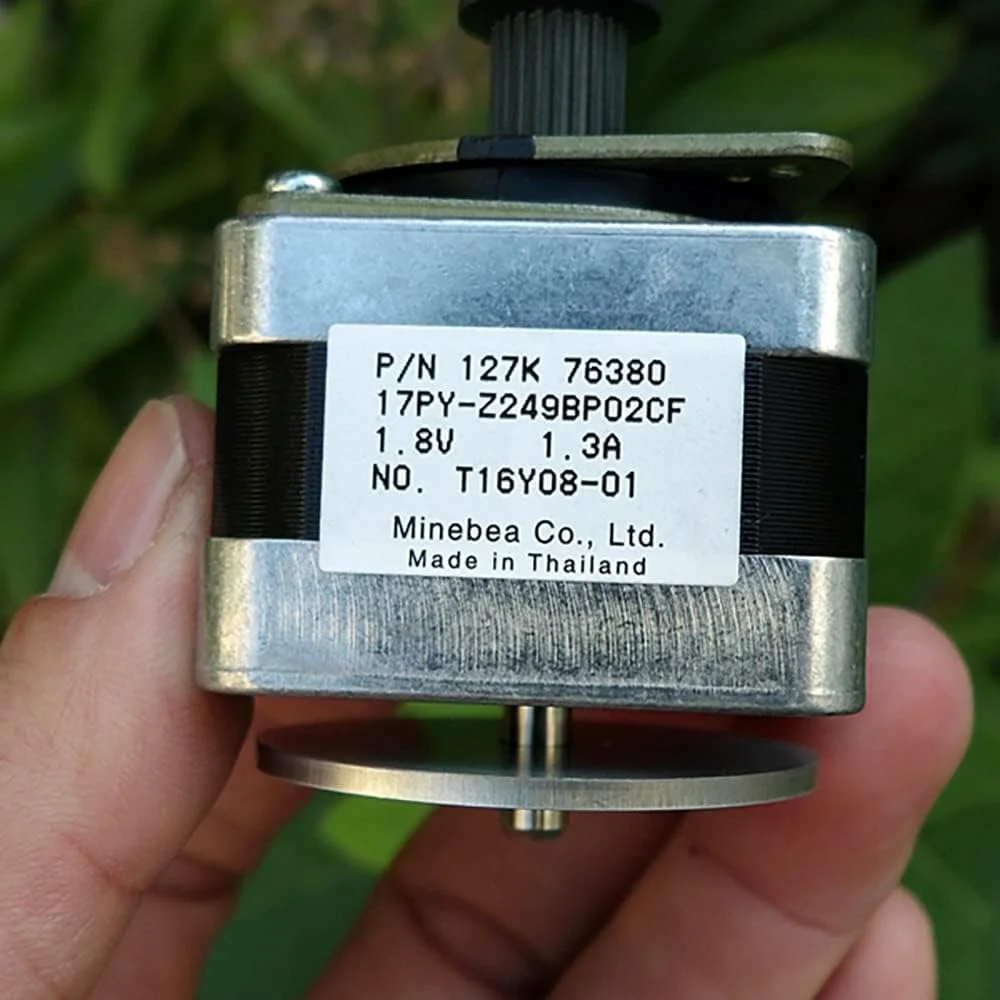 P/N 127K 76380
17PY-Z249BP02CF
1.8V 1.3A
NO. T16Y08-01
Minebea Co., Ltd.
Made in Thailand